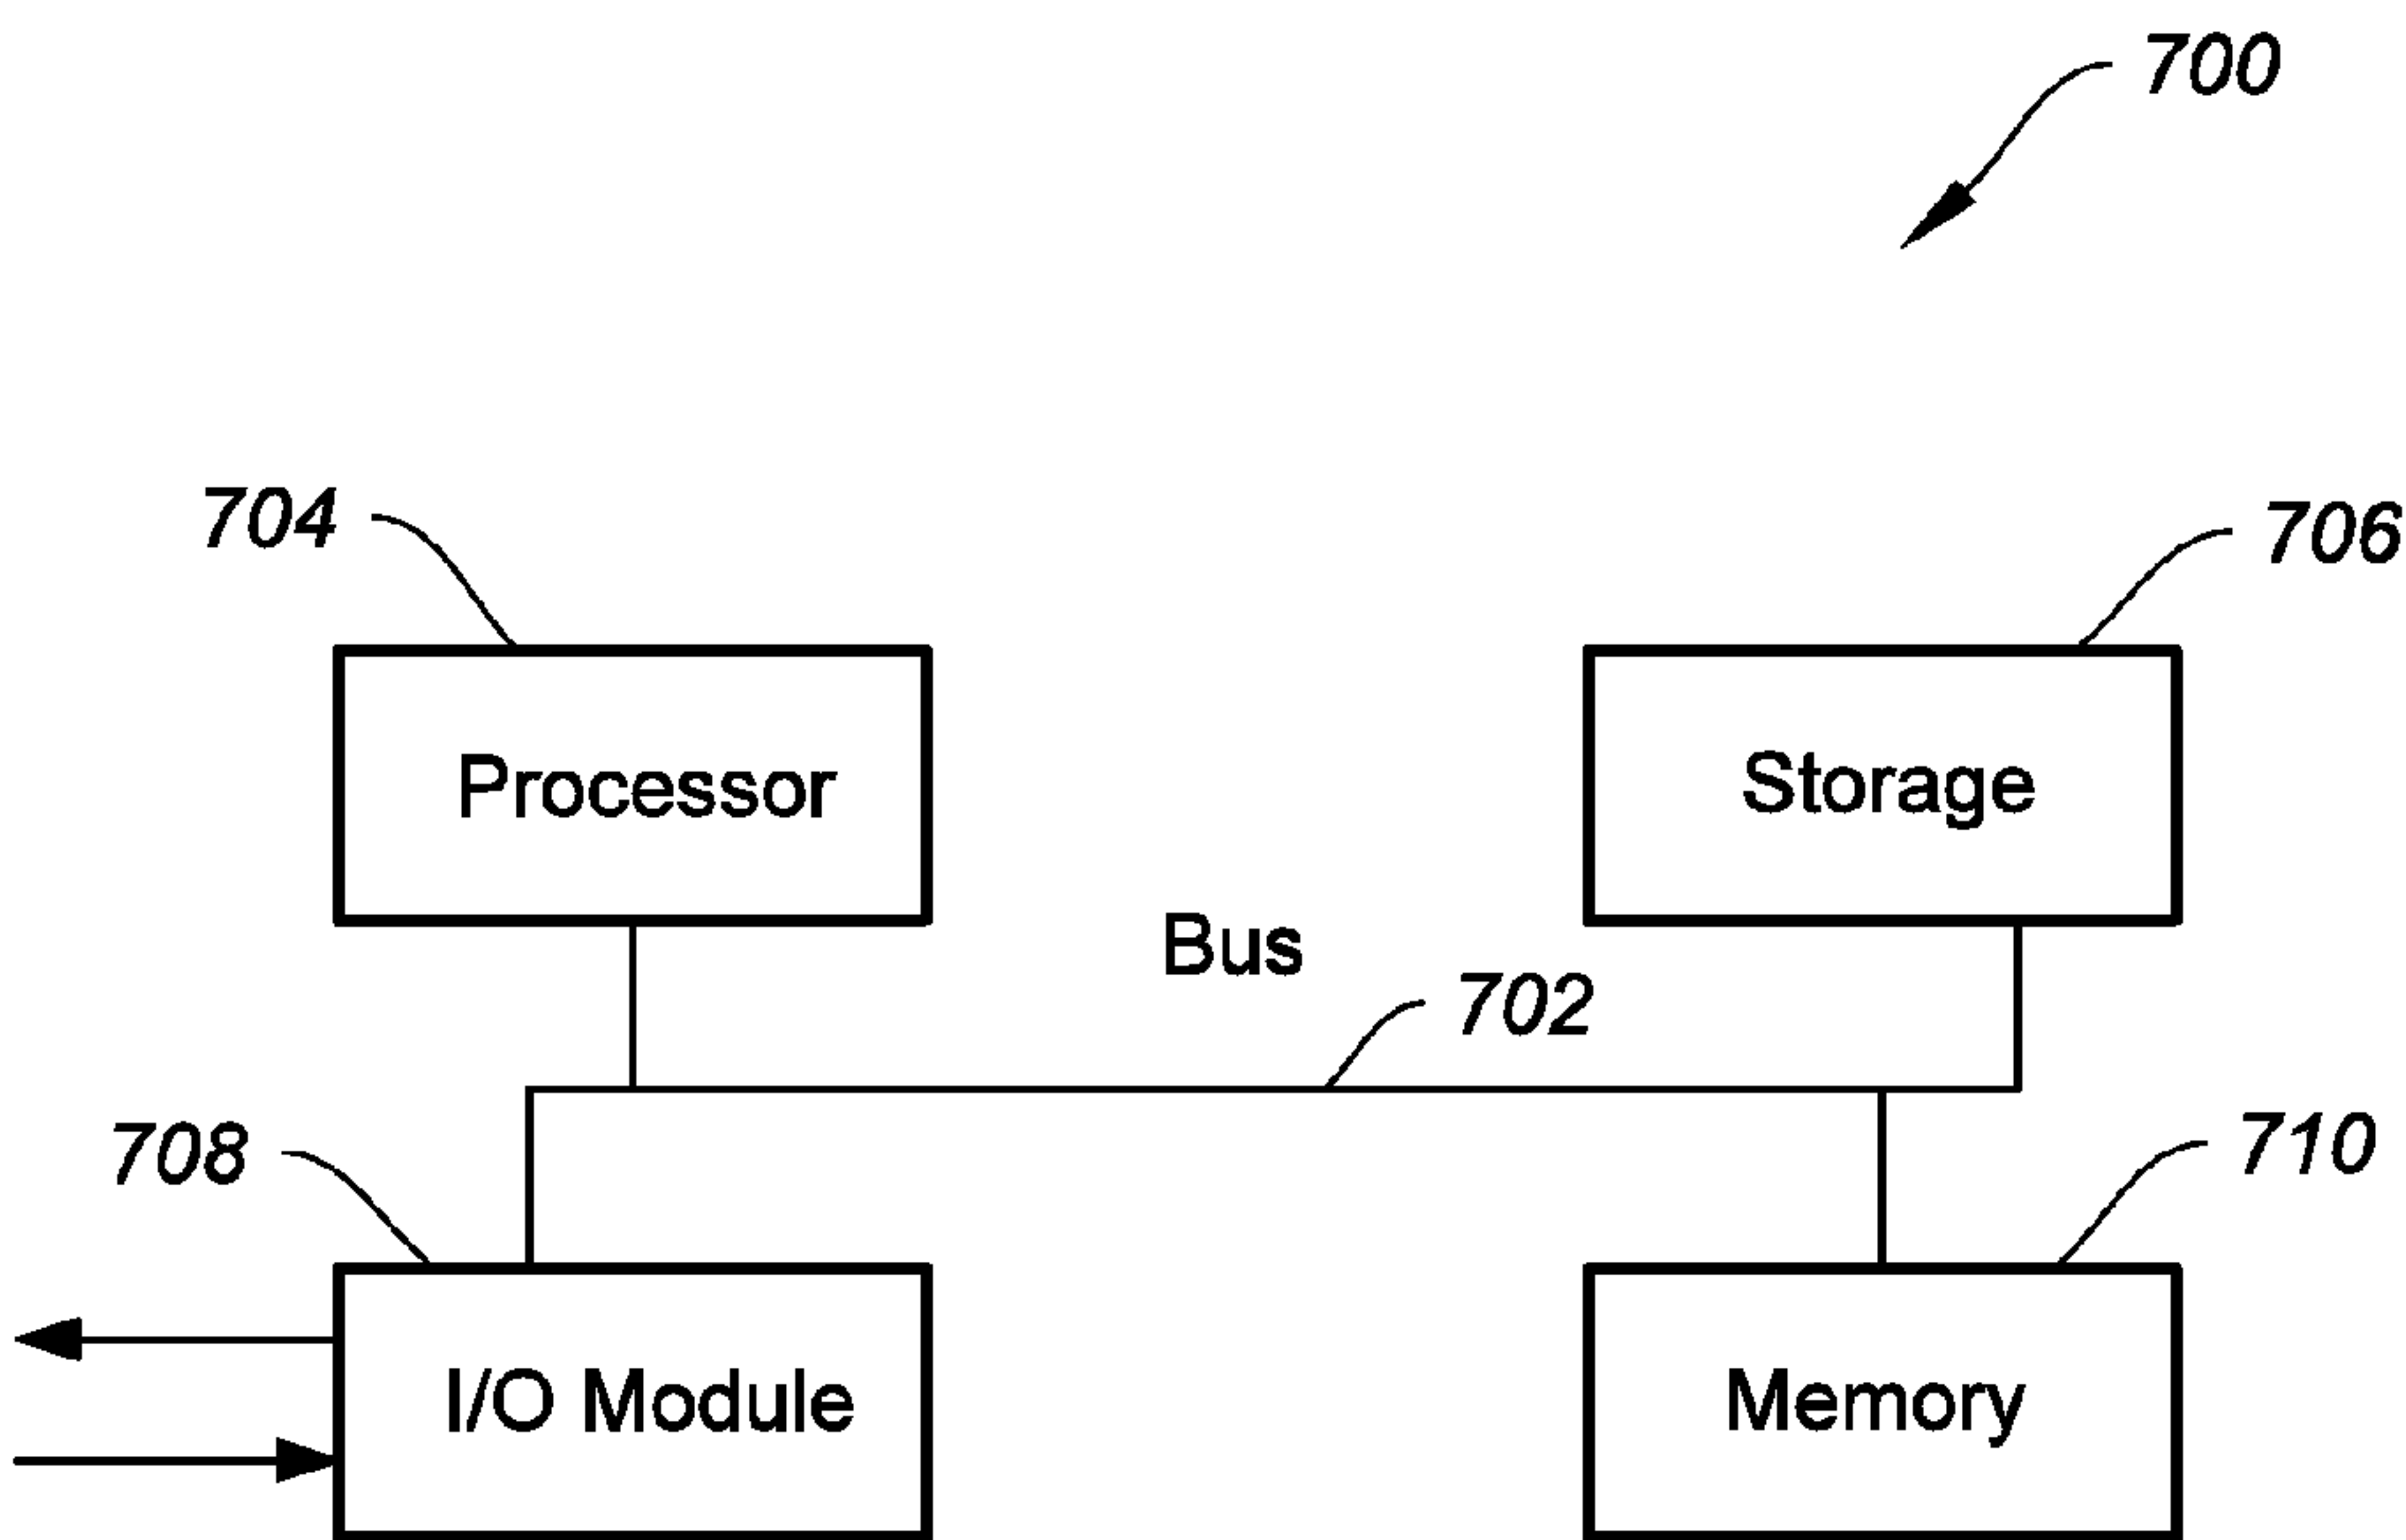 700
704
706
Processor
Storage
Bus
702
708
710
I/O Module
Memory